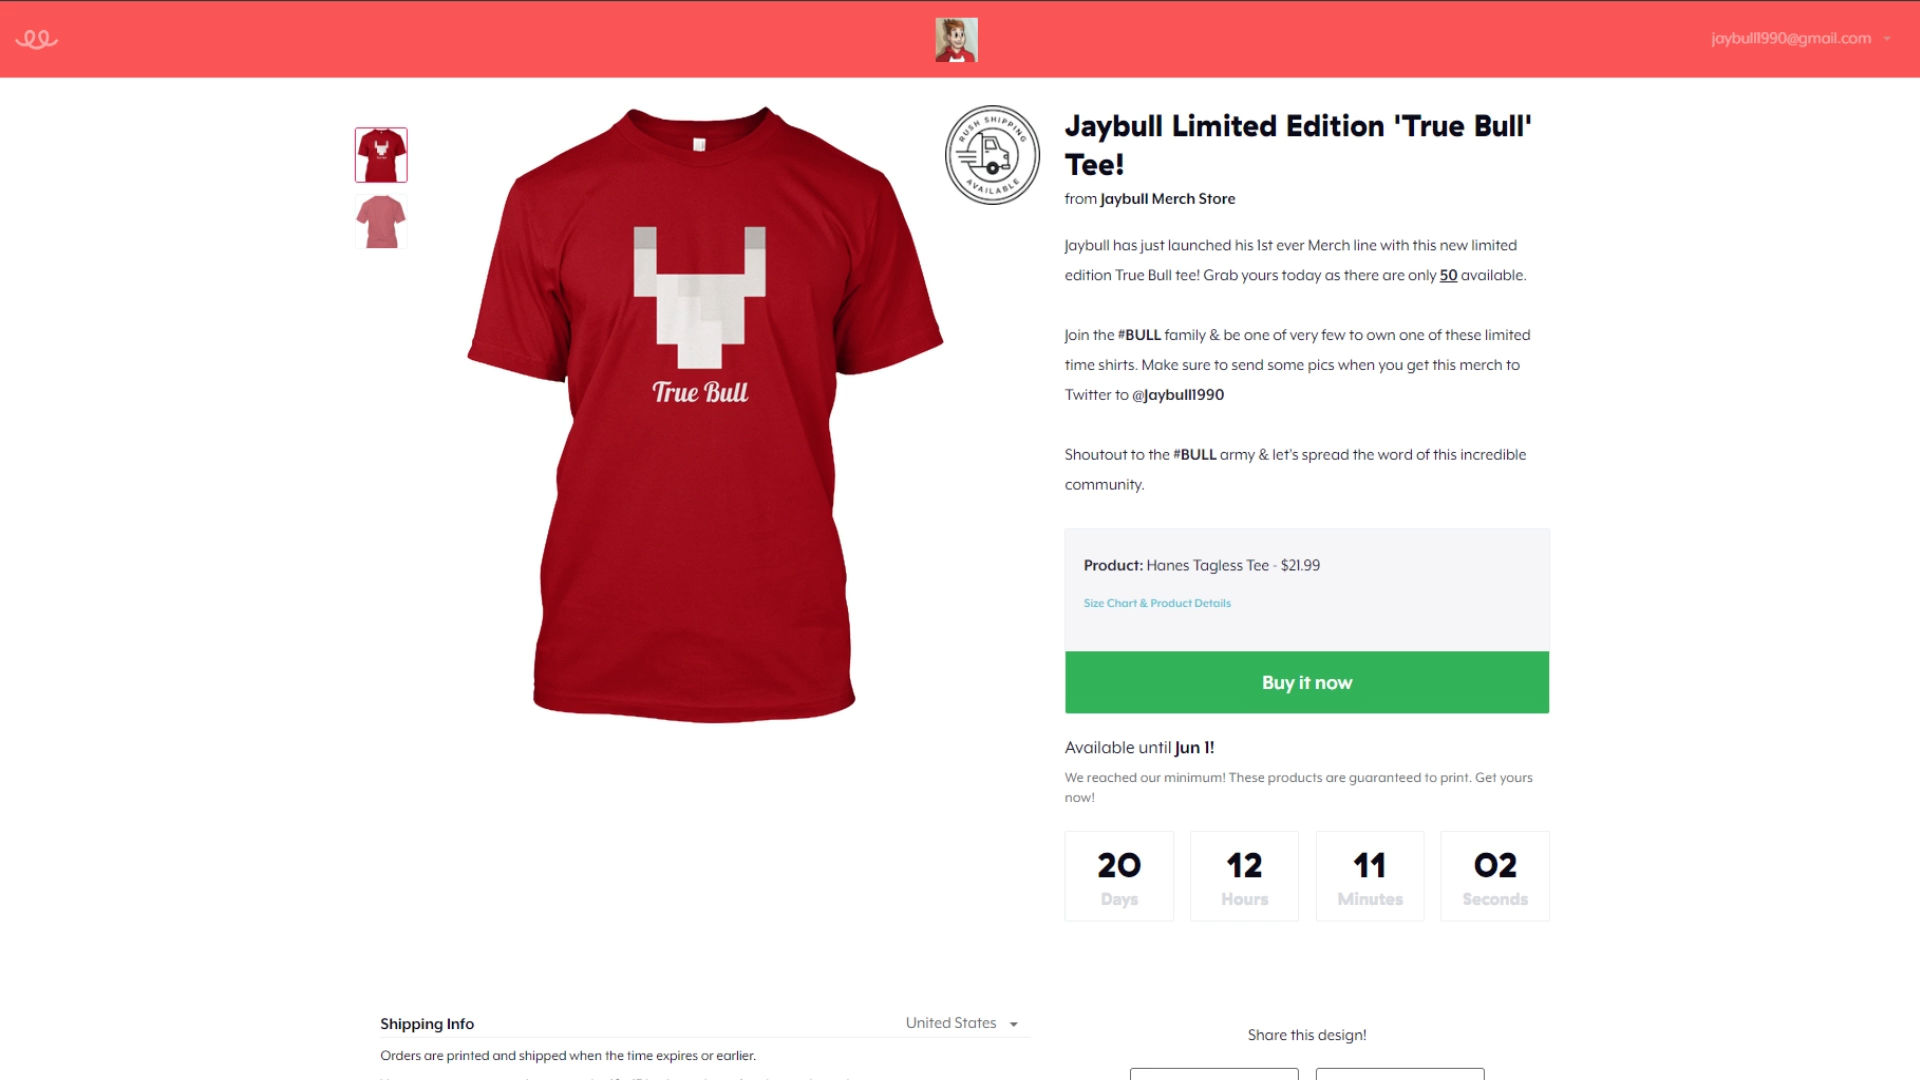 jaybull1990@gmail.com
RUSH SHIPPING
AVAILABLE
True Bull
Jaybull Limited Edition 'True Bull'
Tee!
from Jaybull Merch Store
Jaybull has just launched his 1st ever Merch line with this new limited
edition True Bull tee! Grab yours today as there are only 50 available.
Join the #BULL family & be one of very few to own one of these limited
time shirts. Make sure to send some pics when you get this merch to
Twitter to @Jaybull1990
Shoutout to the #BULL army & let's spread the word of this incredible
community.
Product: Hanes Tagless Tee - $21.99
Size Chart & Product Details
Buy it now
Available until Jun 1!
We reached our minimum! These products are guaranteed to print. Get yours
now!
20 12 11 02
Days Hours Minutes Seconds
Shipping Info
United States
Orders are printed and shipped when the time expires or earlier.
Share this design!